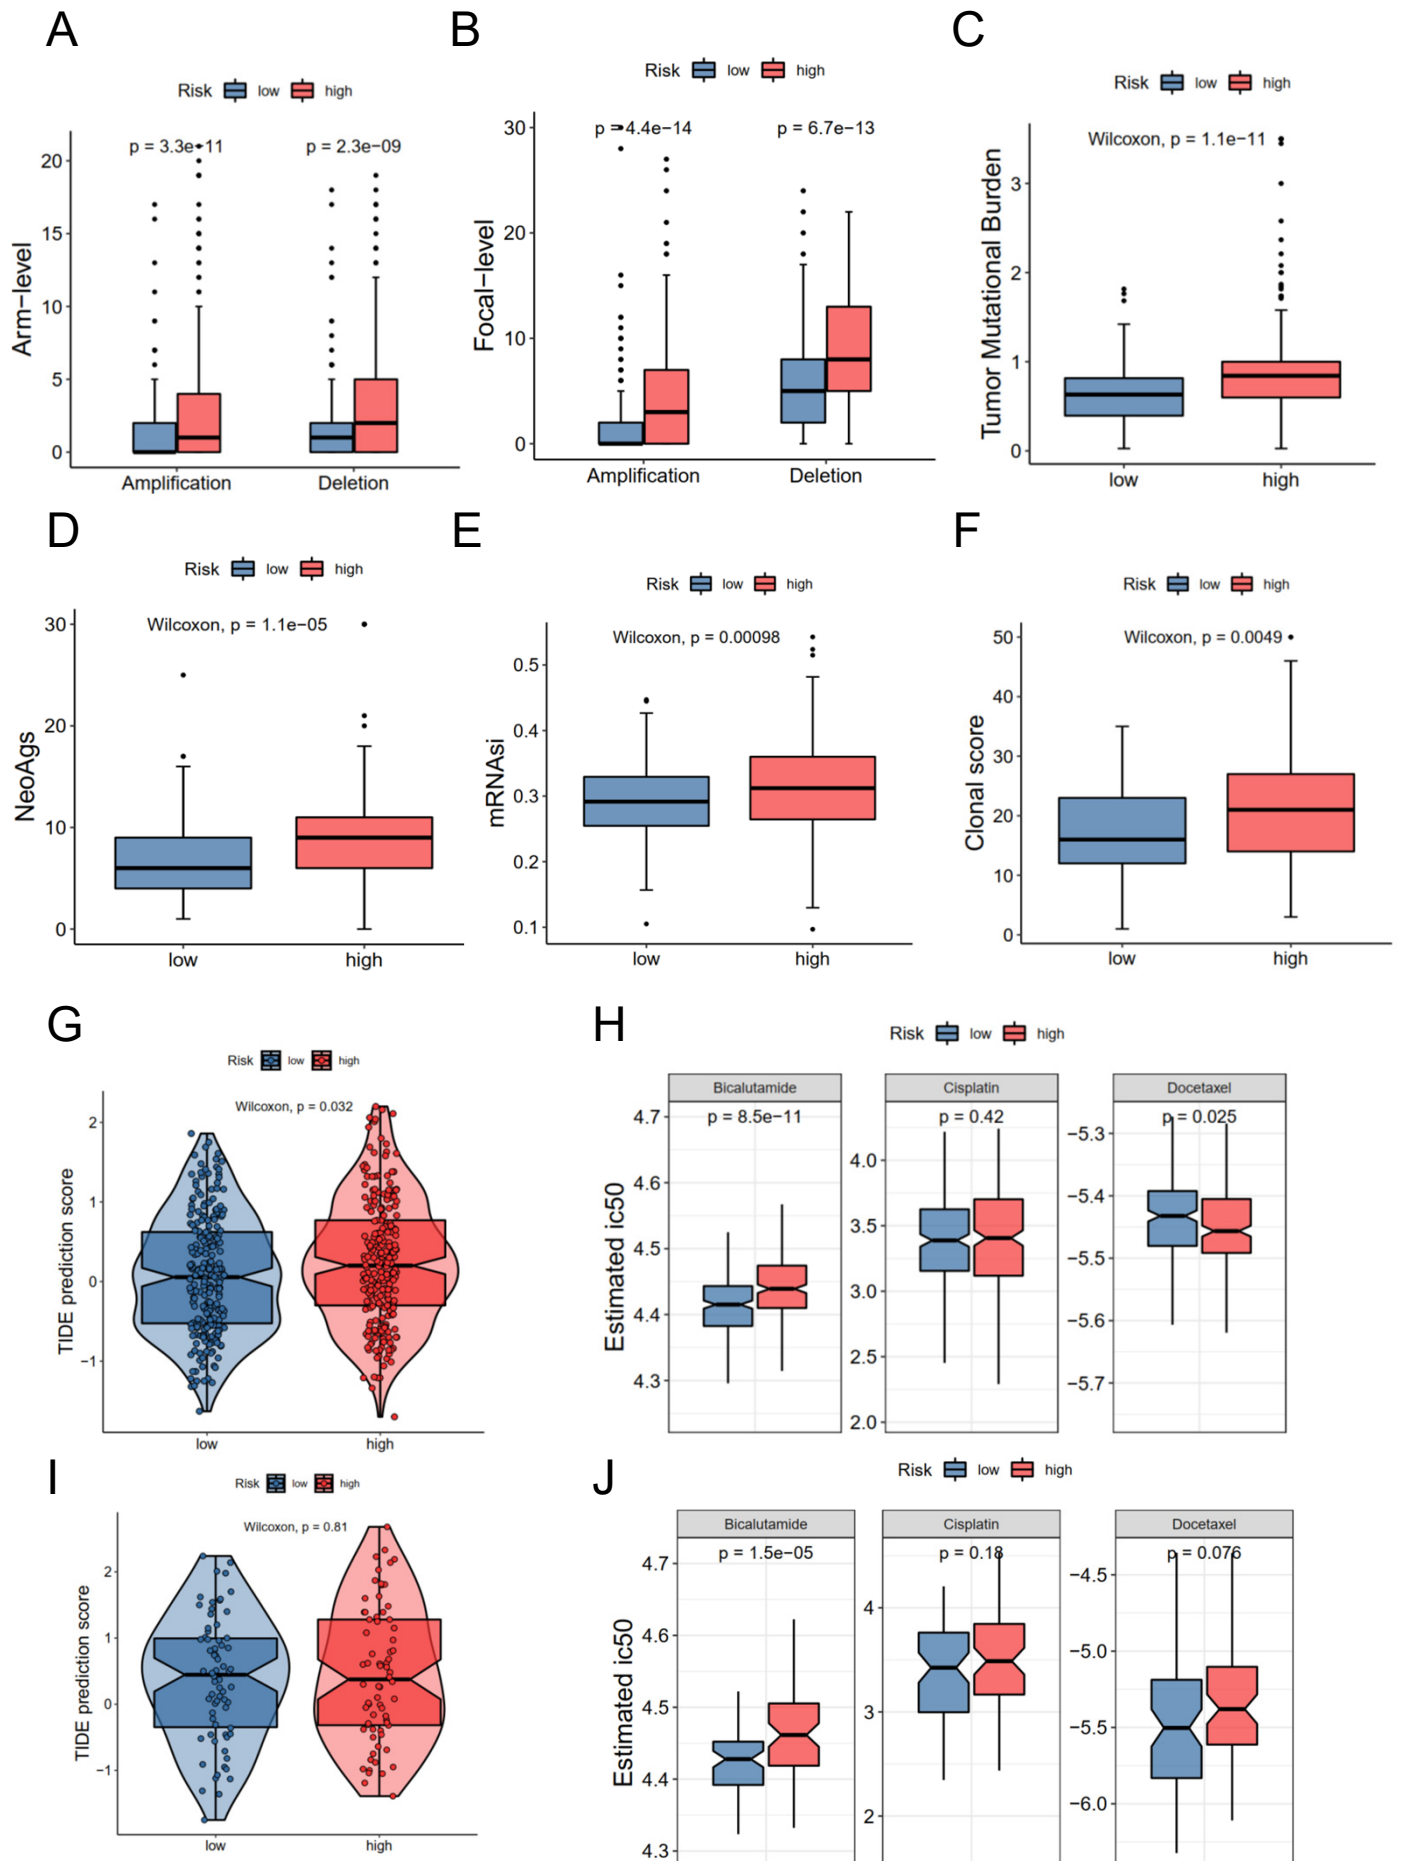 A
B
C
Risk low high
Risk low high
Risk low high
p = 3.3e−11
p = 2.3e−09
p = 4.4e−14
p = 6.7e−13
Wilcoxon, p = 1.1e−11
Arm−level
20
15
10
5
0
Amplification
Deletion
Focal−level
30
20
10
0
Amplification
Deletion
Tumor Mutational Burden
3
2
1
0
low
high
D
E
F
Risk low high
Risk low high
Risk low high
Wilcoxon, p = 1.1e−05
Wilcoxon, p = 0.00098
Wilcoxon, p = 0.0049
NeoAgs
30
20
10
0
low
high
mRNAsi
0.5
0.4
0.3
0.2
0.1
low
high
Clonal score
50
40
30
20
10
0
low
high
G
Risk low high
Wilcoxon, p = 0.032
TIDE prediction score
2
1
0
−1
low
high
H
Risk low high
Estimated ic50
Bicalutamide
p = 8.5e−11
4.7
4.6
4.5
4.4
4.3
Cisplatin
p = 0.42
4.0
3.5
3.0
2.5
2.0
Docetaxel
p = 0.025
−5.3
−5.4
−5.5
−5.6
−5.7
I
Risk low high
Wilcoxon, p = 0.81
TIDE prediction score
2
1
0
−1
low
high
J
Risk low high
Estimated ic50
Bicalutamide
p = 1.5e−05
4.7
4.6
4.5
4.4
4.3
Cisplatin
p = 0.18
4
3
2
Docetaxel
p = 0.076
−4.5
−5.0
−5.5
−6.0